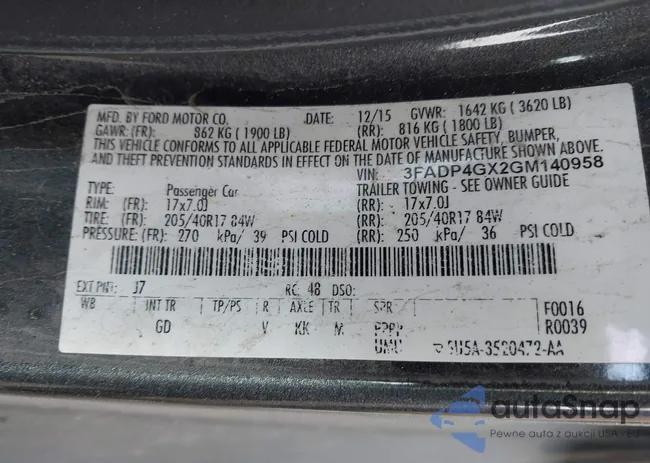 MFD. BY FORD MOTOR CO. DATE: 12/15 GVWR: 1642 KG ( 3620 LB)
GAWR: (FR): 862 KG ( 1900 LB) (RR): 816 KG ( 1800 LB)
THIS VEHICLE CONFORMS TO ALL APPLICABLE FEDERAL MOTOR VEHICLE SAFETY, BUMPER,
AND THEFT PREVENTION STANDARDS IN EFFECT ON THE DATE OF MANUFACTURE SHOWN ABOVE.
VIN: 3FADP4GX2GM140958
TYPE: Passenger Car TRAILER TOWING - SEE OWNER GUIDE
RIM: (FR): 17x7.0J (RR): 17x7.0J
TIRE: 205/40R17 84W (RR): 205/40R17 84W
PRESSURE: (FR): 270 kPa/ 39 PSI COLD (RR): 250 kPa/ 36 PSI COLD
EXT PNT: J7 RC: 48 DSO:
WB INT TR TP/PS R AXLE TR SPR F0016
GD V KK M R0039
autoSnap
Pewne auta z aukcji USA